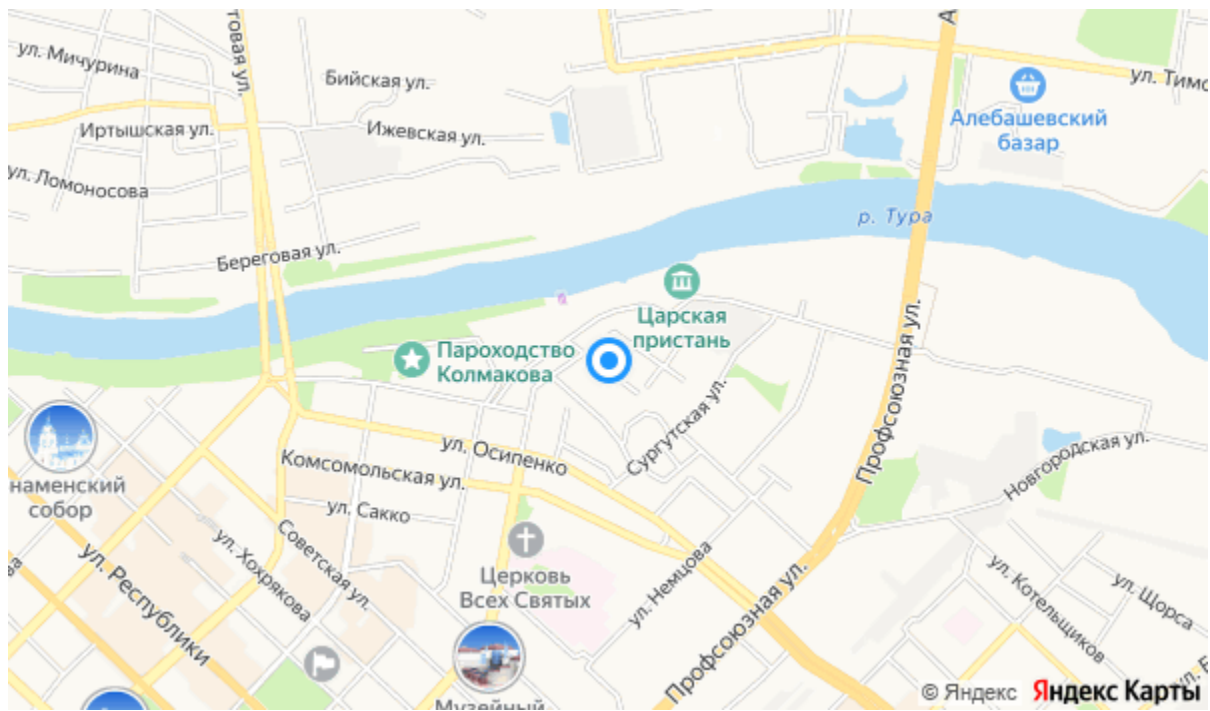 товая ул.
ул. Мичурина
Бийская ул.
ул. Тимо
Алебашевский
базар
Иртышская ул.
Ижевская ул.
ул. Ломоносова
р. Тура
Береговая ул.
Царская
пристань
Пароходство
Колмакова
Профсоюзная ул.
ул. Осипенко
Сургутская ул.
Новгородская ул.
Комсомольская ул.
наменский
собор
ул. Сакко
Советская ул.
ул. Хохрякова
ул. Республики
Церковь
Всех Святых
ул. Немцова
Профсоюзная ул.
ул. Котельщиков
ул. Щорса
Музейный
© Яндекс Яндекс Карты